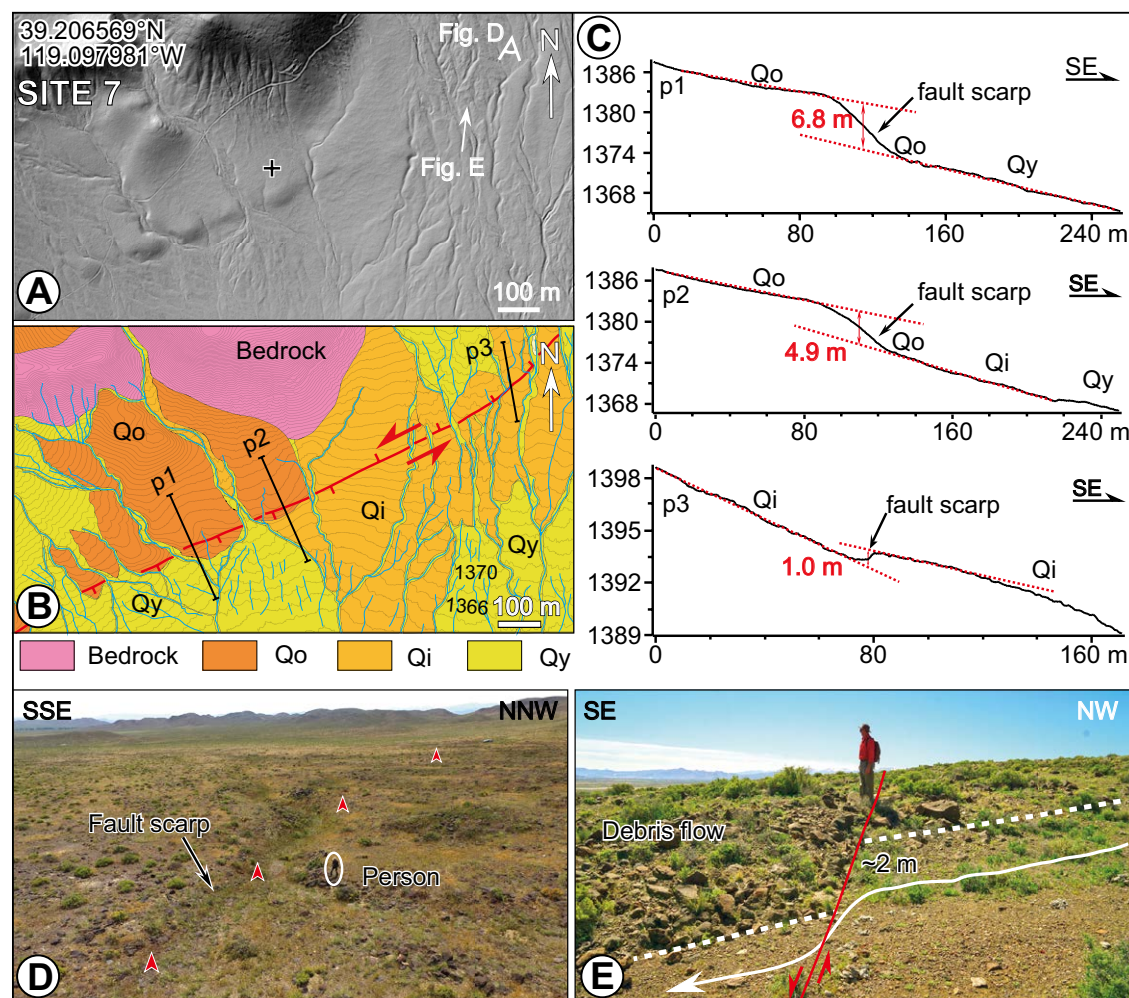 39.206569°N
119.097981°W
SITE 7
Fig. D
N
Fig. E
A
100 m
Bedrock
p3
N
Qo
p2
p1
Qi
Qy
Qy
1370
1366
100 m
B
Bedrock
Qo
Qi
Qy
C
1386
1380
1374
1368
p1
Qo
SE
fault scarp
6.8 m
Qo
Qy
0
80
160
240 m
1386
1380
1374
1368
p2
Qo
SE
fault scarp
4.9 m
Qo
Qi
Qy
0
80
160
240 m
1398
1395
1392
1389
p3
Qi
SE
fault scarp
1.0 m
Qi
0
80
160 m
SSE
NNW
Fault scarp
Person
D
SE
NW
Debris flow
~2 m
E